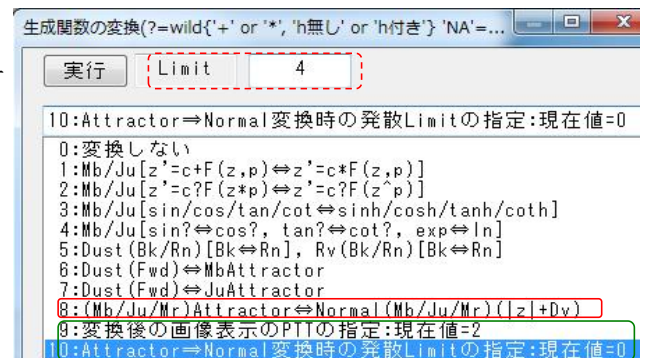 生成関数の変換(?=wild{'+' or '*', 'h無し' or 'h付き'} 'NA'=...
実行 Limit 4
10:Attractor⇒Normal変換時の発散Limitの指定:現在値=0
0:変換しない
1:Mb/Ju[z'=c+F(z,p)⇔z'=c*F(z,p)]
2:Mb/Ju[z'=c?F(z*p)⇔z'=c?F(z^p)]
3:Mb/Ju[sin/cos/tan/cot⇔sinh/cosh/tanh/coth]
4:Mb/Ju[sin?⇔cos?, tan?⇔cot?, exp⇔ln]
5:Dust(Bk/Rn)[Bk⇔Rn], Rv(Bk/Rn)[Bk⇔Rn]
6:Dust(Fwd)⇔MbAttractor
7:Dust(Fwd)⇔JuAttractor
8:(Mb/Ju/Mr)Attractor⇔Normal(Mb/Ju/Mr)(|z|+Dv)
9:変換後の画像表示のPTTの指定:現在値=2
10:Attractor⇒Normal変換時の発散Limitの指定:現在値=0